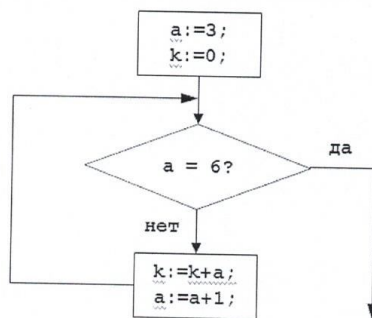 a:=3;
k:=0;
a = 6?
да
нет
k:=k+a;
a:=a+1;